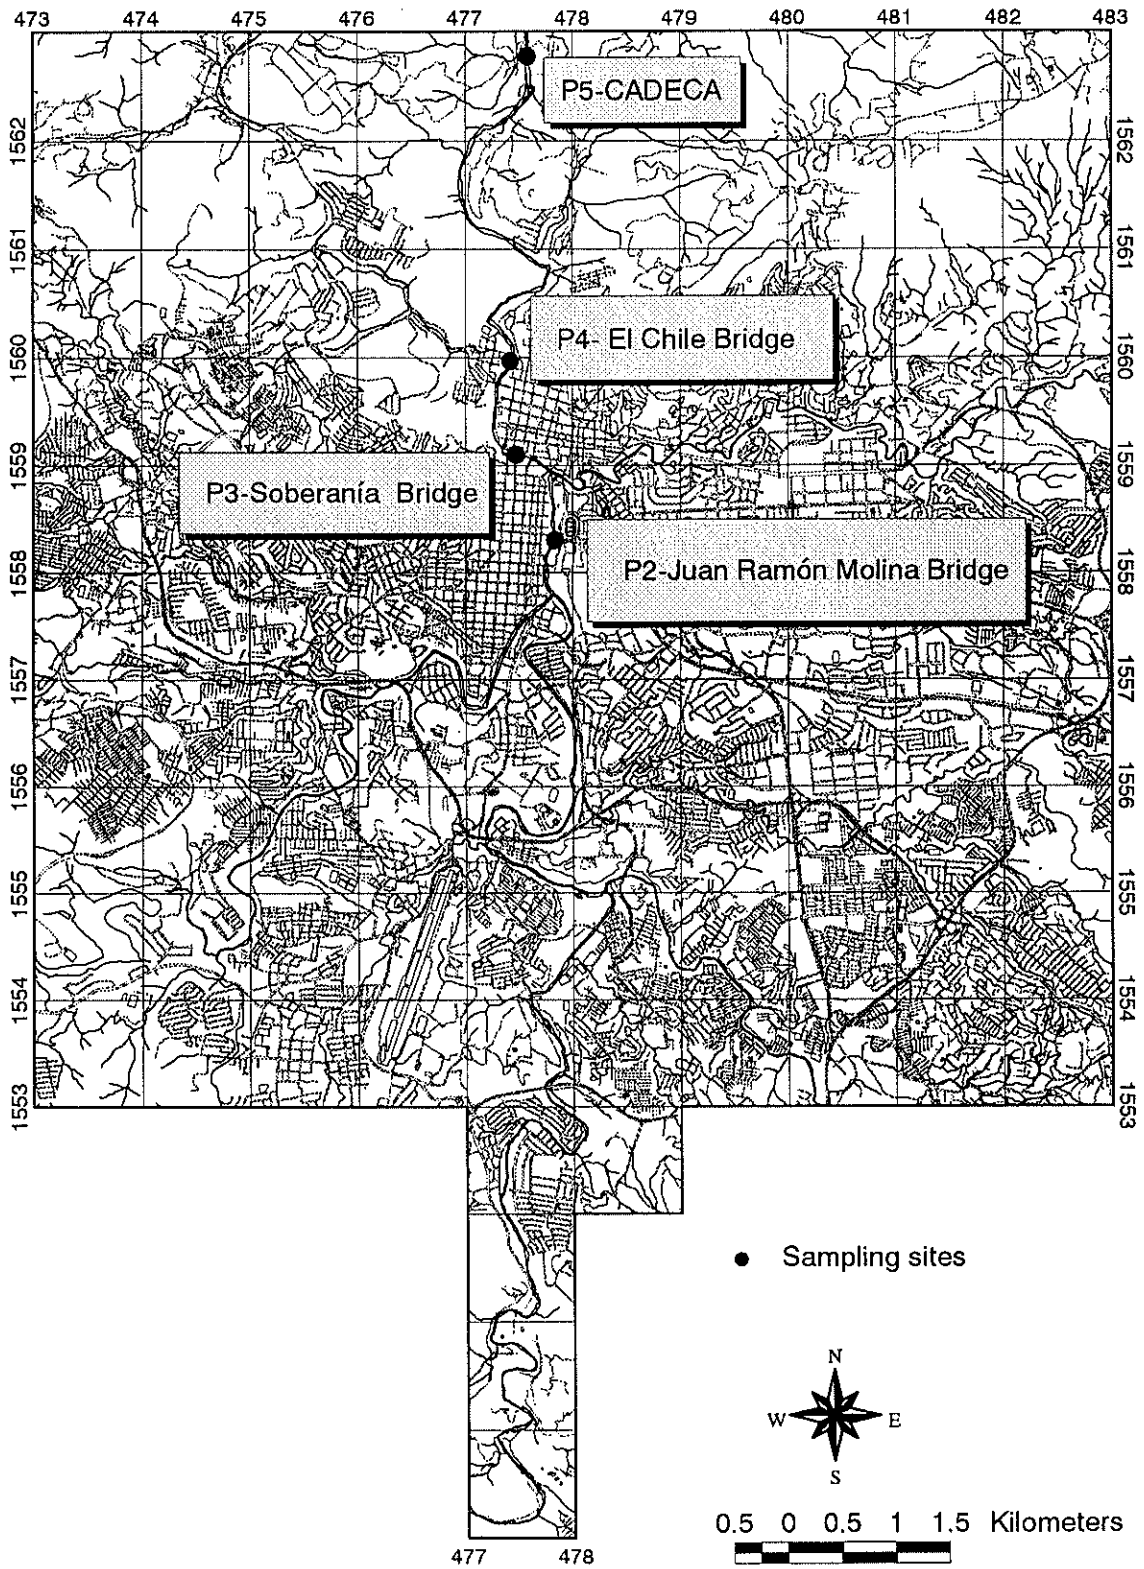 473 474 475 476 477 478 479 480 481 482 483
P5-CADECA
1562 1562
1561 1561
P4- El Chile Bridge
1560 1560
1559 1559
P3-Soberanía Bridge
P2-Juan Ramón Molina Bridge
1558 1558
1557 1557
1556 1556
1555 1555
1554 1554
1553 1553
Sampling sites
N
W E
S
0.5 0 0.5 1 1.5 Kilometers
477 478